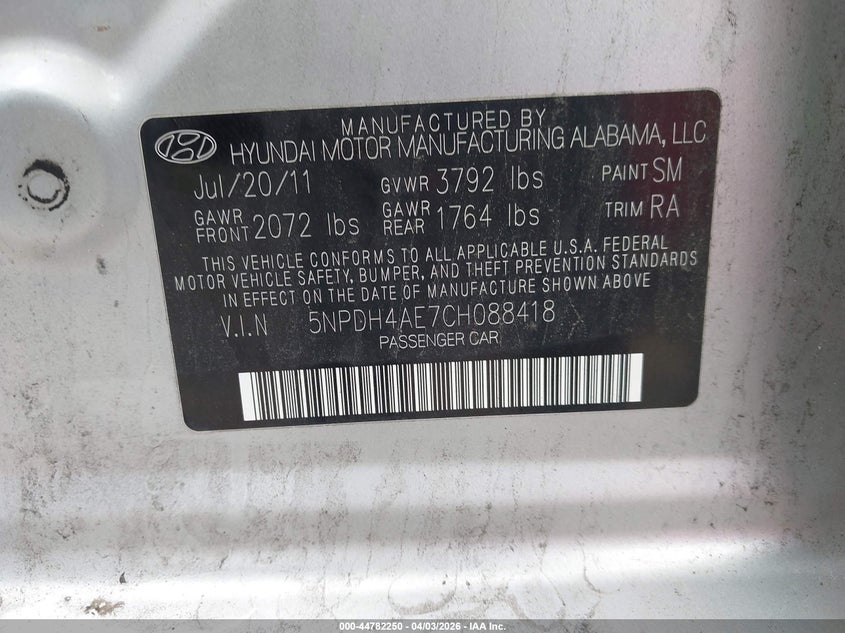 MANUFACTURED BY
HYUNDAI MOTOR MANUFACTURING ALABAMA, LLC
Jul/20/11 GVWR 3792 lbs PAINT SM
GAWR FRONT 2072 lbs GAWR REAR 1764 lbs TRIM RA
THIS VEHICLE CONFORMS TO ALL APPLICABLE U.S.A. FEDERAL
MOTOR VEHICLE SAFETY, BUMPER, AND THEFT PREVENTION STANDARDS
IN EFFECT ON THE DATE OF MANUFACTURE SHOWN ABOVE
V.I.N 5NPDH4AE7CH088418
PASSENGER CAR
000-44782250 - 04/03/2026 - IAA Inc.